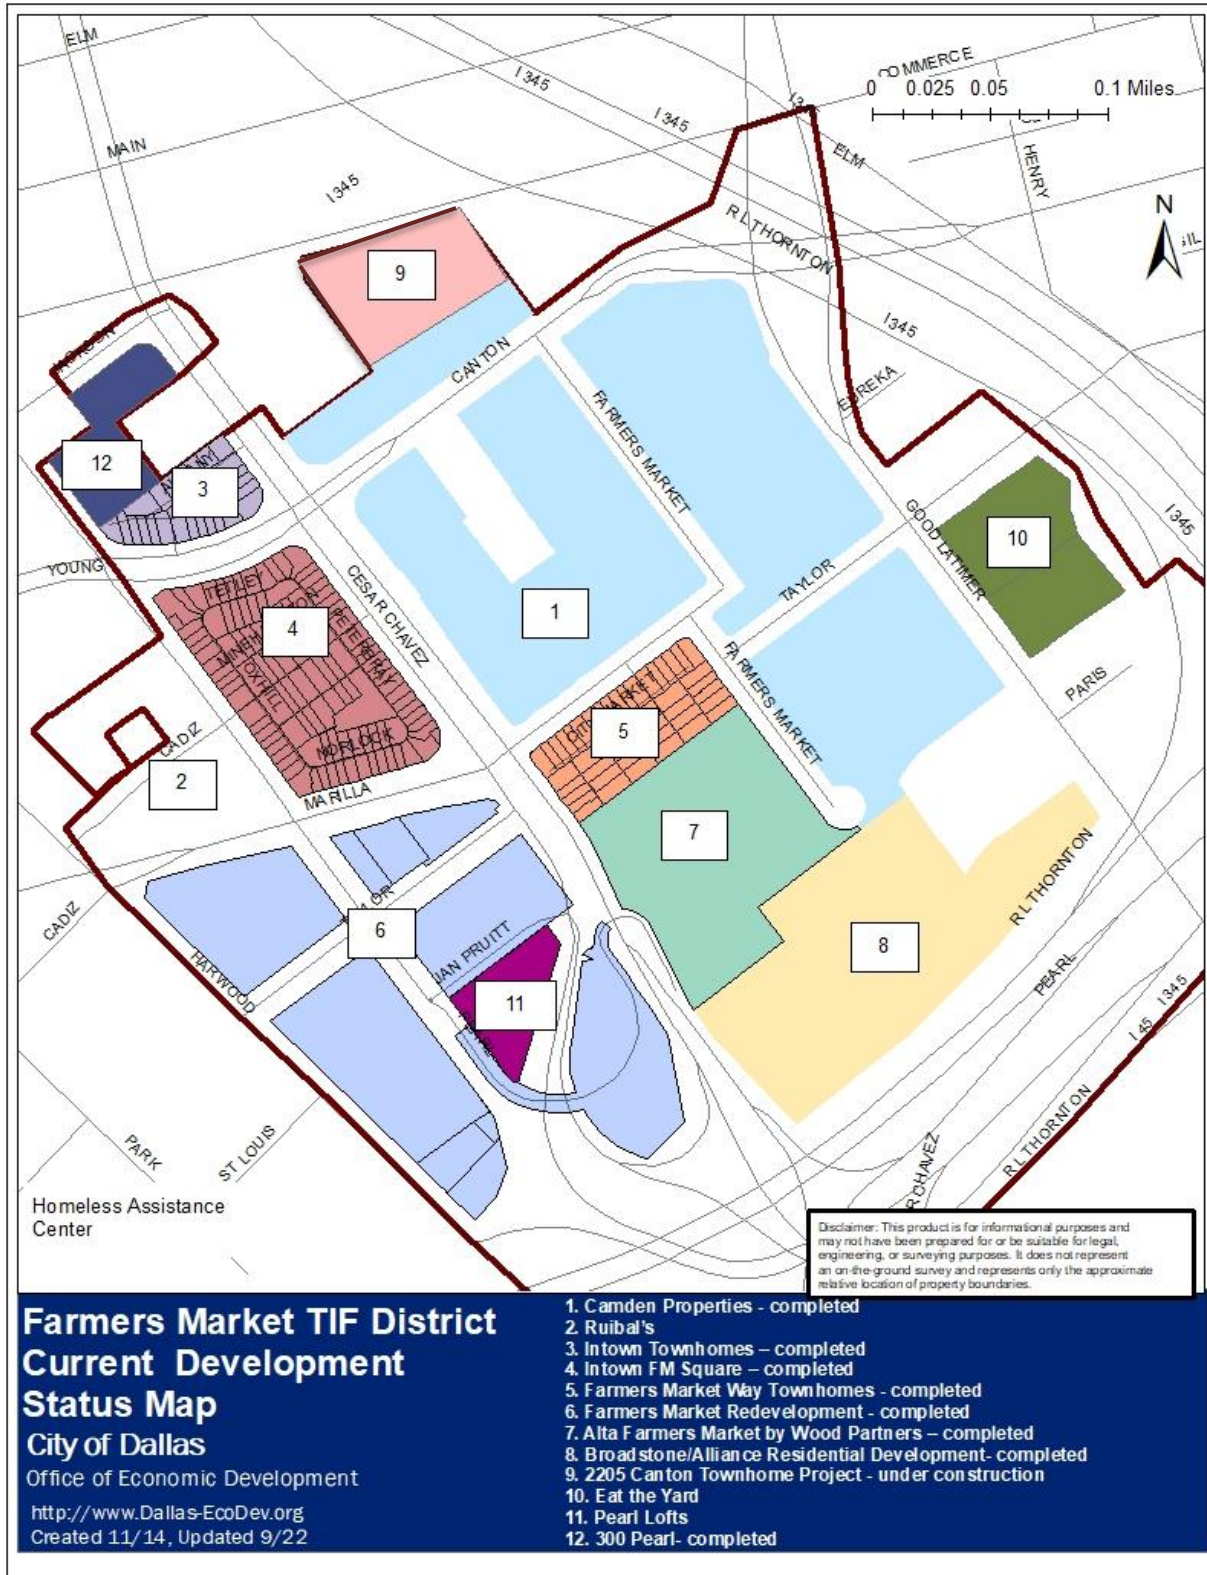 ELM
COMMERCE
0 0.025 0.05 0.1 Miles
I 345
I 345
MAIN
ELM
HENRY
I 345
R L THORNTON
N
9
I 345
CANTON
EUREKA
FARMERS MARKET
12
3
GOOD LATIMER
I 345
10
YOUNG
TETLEY
CESAR CHAVEZ
TAYLOR
1
4
PETERBRAY
FOXHILL
NORLOCK
FARMERS MARKET
PARIS
CITY MARKET
5
CADIZ
2
MARILLA
7
R L THORNTON
CADIZ
6
JAN PRUITT
8
HARWOOD
PEARL
11
I 45 I 345
PARK
ST LOUIS
R L THORNTON
R CHAVEZ
Homeless Assistance
Center
Disclaimer: This product is for informational purposes and
may not have been prepared for or be suitable for legal,
engineering, or surveying purposes. It does not represent
an on-the-ground survey and represents only the approximate
relative location of property boundaries.
Farmers Market TIF District
Current Development
Status Map
City of Dallas
Office of Economic Development
http://www.Dallas-EcoDev.org
Created 11/14, Updated 9/22
1. Camden Properties - completed
2. Ruibal's
3. Intown Townhomes – completed
4. Intown FM Square – completed
5. Farmers Market Way Townhomes - completed
6. Farmers Market Redevelopment - completed
7. Alta Farmers Market by Wood Partners – completed
8. Broadstone/Alliance Residential Development- completed
9. 2205 Canton Townhome Project - under construction
10. Eat the Yard
11. Pearl Lofts
12. 300 Pearl- completed